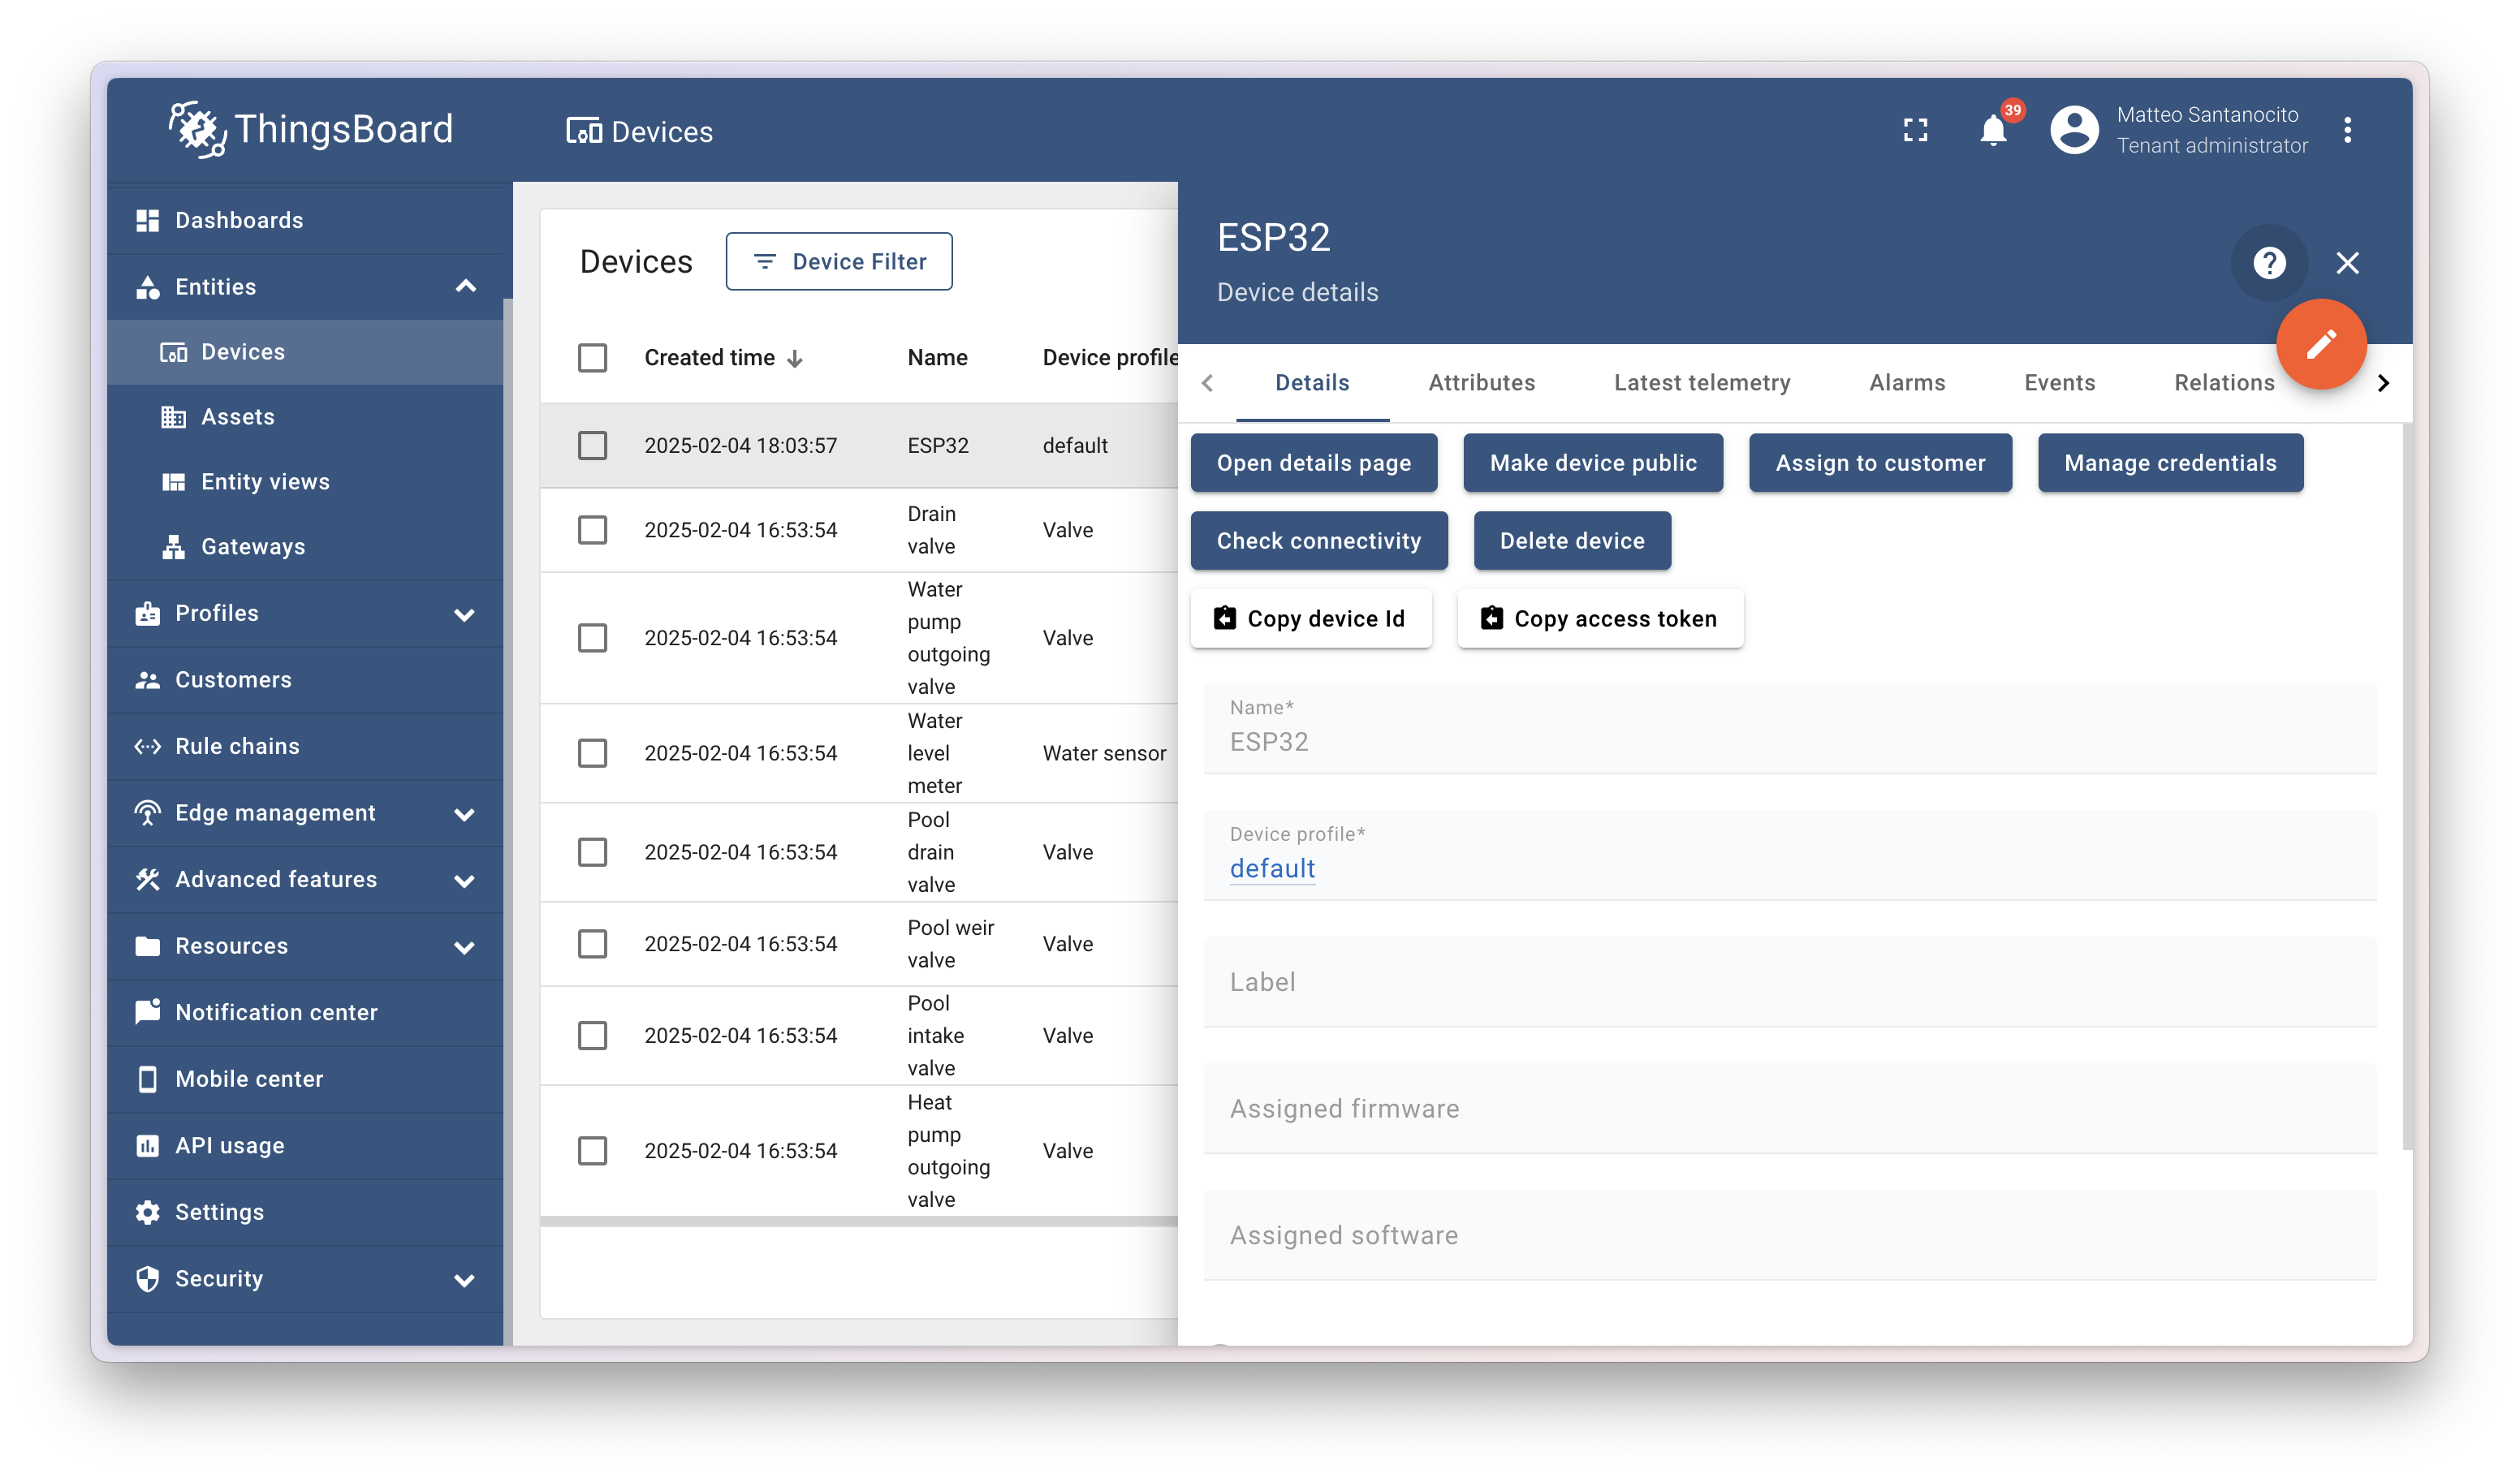 ThingsBoard
Devices
39
Matteo Santanocito
Tenant administrator
Dashboards
Entities
Devices
Assets
Entity views
Gateways
Profiles
Customers
Rule chains
Edge management
Advanced features
Resources
Notification center
Mobile center
API usage
Settings
Security
Devices
Device Filter
Created time Name Device profile
2025-02-04 18:03:57 ESP32 default
2025-02-04 16:53:54 Drain valve Valve
2025-02-04 16:53:54 Water pump outgoing valve Valve
2025-02-04 16:53:54 Water level meter Water sensor
2025-02-04 16:53:54 Pool drain valve Valve
2025-02-04 16:53:54 Pool weir valve Valve
2025-02-04 16:53:54 Pool intake valve Valve
2025-02-04 16:53:54 Heat pump outgoing valve Valve
ESP32
Device details
Details Attributes Latest telemetry Alarms Events Relations
Open details page Make device public Assign to customer Manage credentials
Check connectivity Delete device
Copy device Id Copy access token
Name*
ESP32
Device profile*
default
Label
Assigned firmware
Assigned software